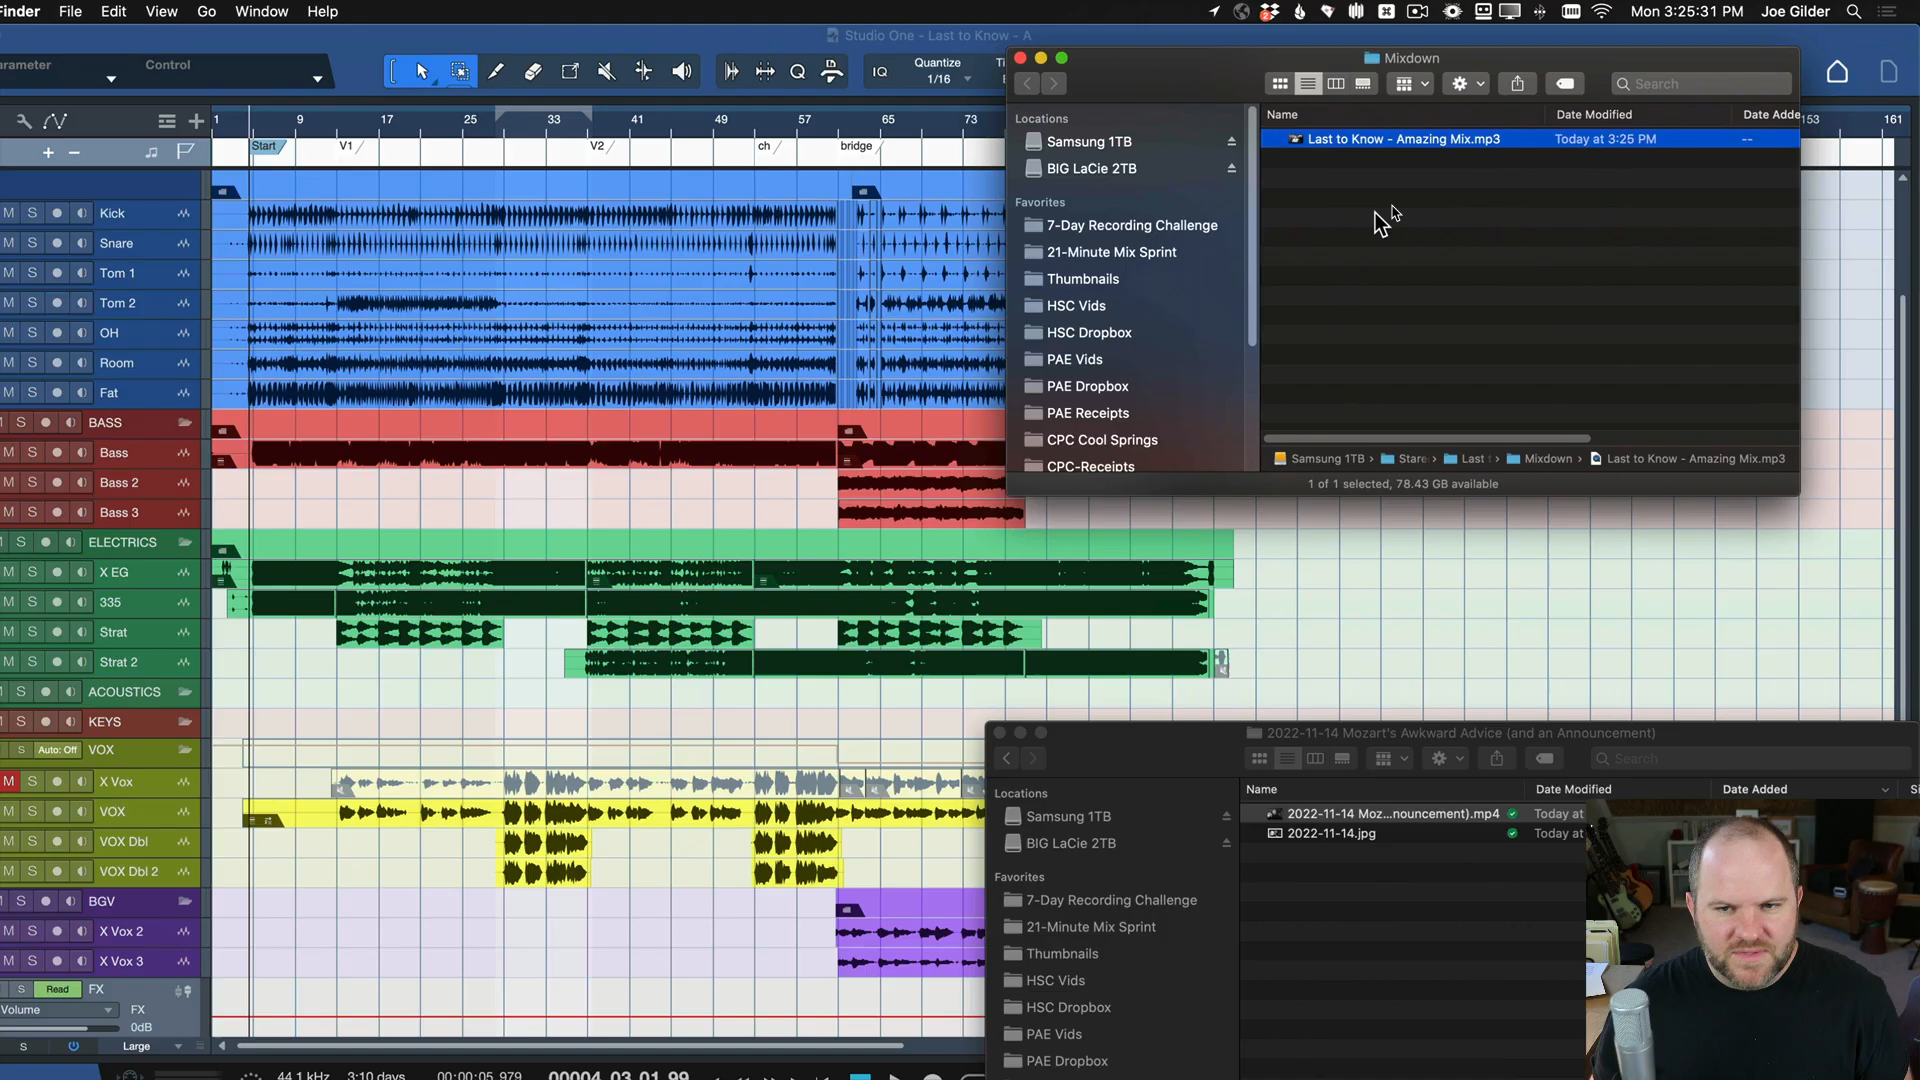 Finder File Edit View Go Window Help
Mon 3:25:31 PM Joe Gilder
Studio One - Last to Know - A
arameter Control
IQ Quantize
1/16
1 9 17 25 33 41 49 57 65 73
153 161
Start V1 V2 ch bridge
M S Kick
M S Snare
M S Tom 1
M S Tom 2
M S OH
M S Room
M S Fat
S BASS
M S Bass
M S Bass 2
M S Bass 3
S ELECTRICS
M S X EG
M S 335
M S Strat
M S Strat 2
M S ACOUSTICS
M S KEYS
S Auto: Off VOX
M S X Vox
M S VOX
M S VOX Dbl
M S VOX Dbl 2
M S BGV
M S X Vox 2
M S X Vox 3
S Read FX
Volume FX
0dB
S Large
44.1 kHz 3:10 days 00:00:05.979 00004.03.01.99
Mixdown
Search
Locations
Samsung 1TB
BIG LaCie 2TB
Favorites
7-Day Recording Challenge
21-Minute Mix Sprint
Thumbnails
HSC Vids
HSC Dropbox
PAE Vids
PAE Dropbox
PAE Receipts
CPC Cool Springs
CPC-Receipts
Name Date Modified Date Adde
Last to Know - Amazing Mix.mp3 Today at 3:25 PM --
Samsung 1TB › Stare › Last t › Mixdown › Last to Know - Amazing Mix.mp3
1 of 1 selected, 78.43 GB available
2022-11-14 Mozart's Awkward Advice (and an Announcement)
Search
Locations
Samsung 1TB
BIG LaCie 2TB
Favorites
7-Day Recording Challenge
21-Minute Mix Sprint
Thumbnails
HSC Vids
HSC Dropbox
PAE Vids
PAE Dropbox
Name Date Modified Date Added Si
2022-11-14 Moz...nouncement).mp4 Today at
2022-11-14.jpg Today at